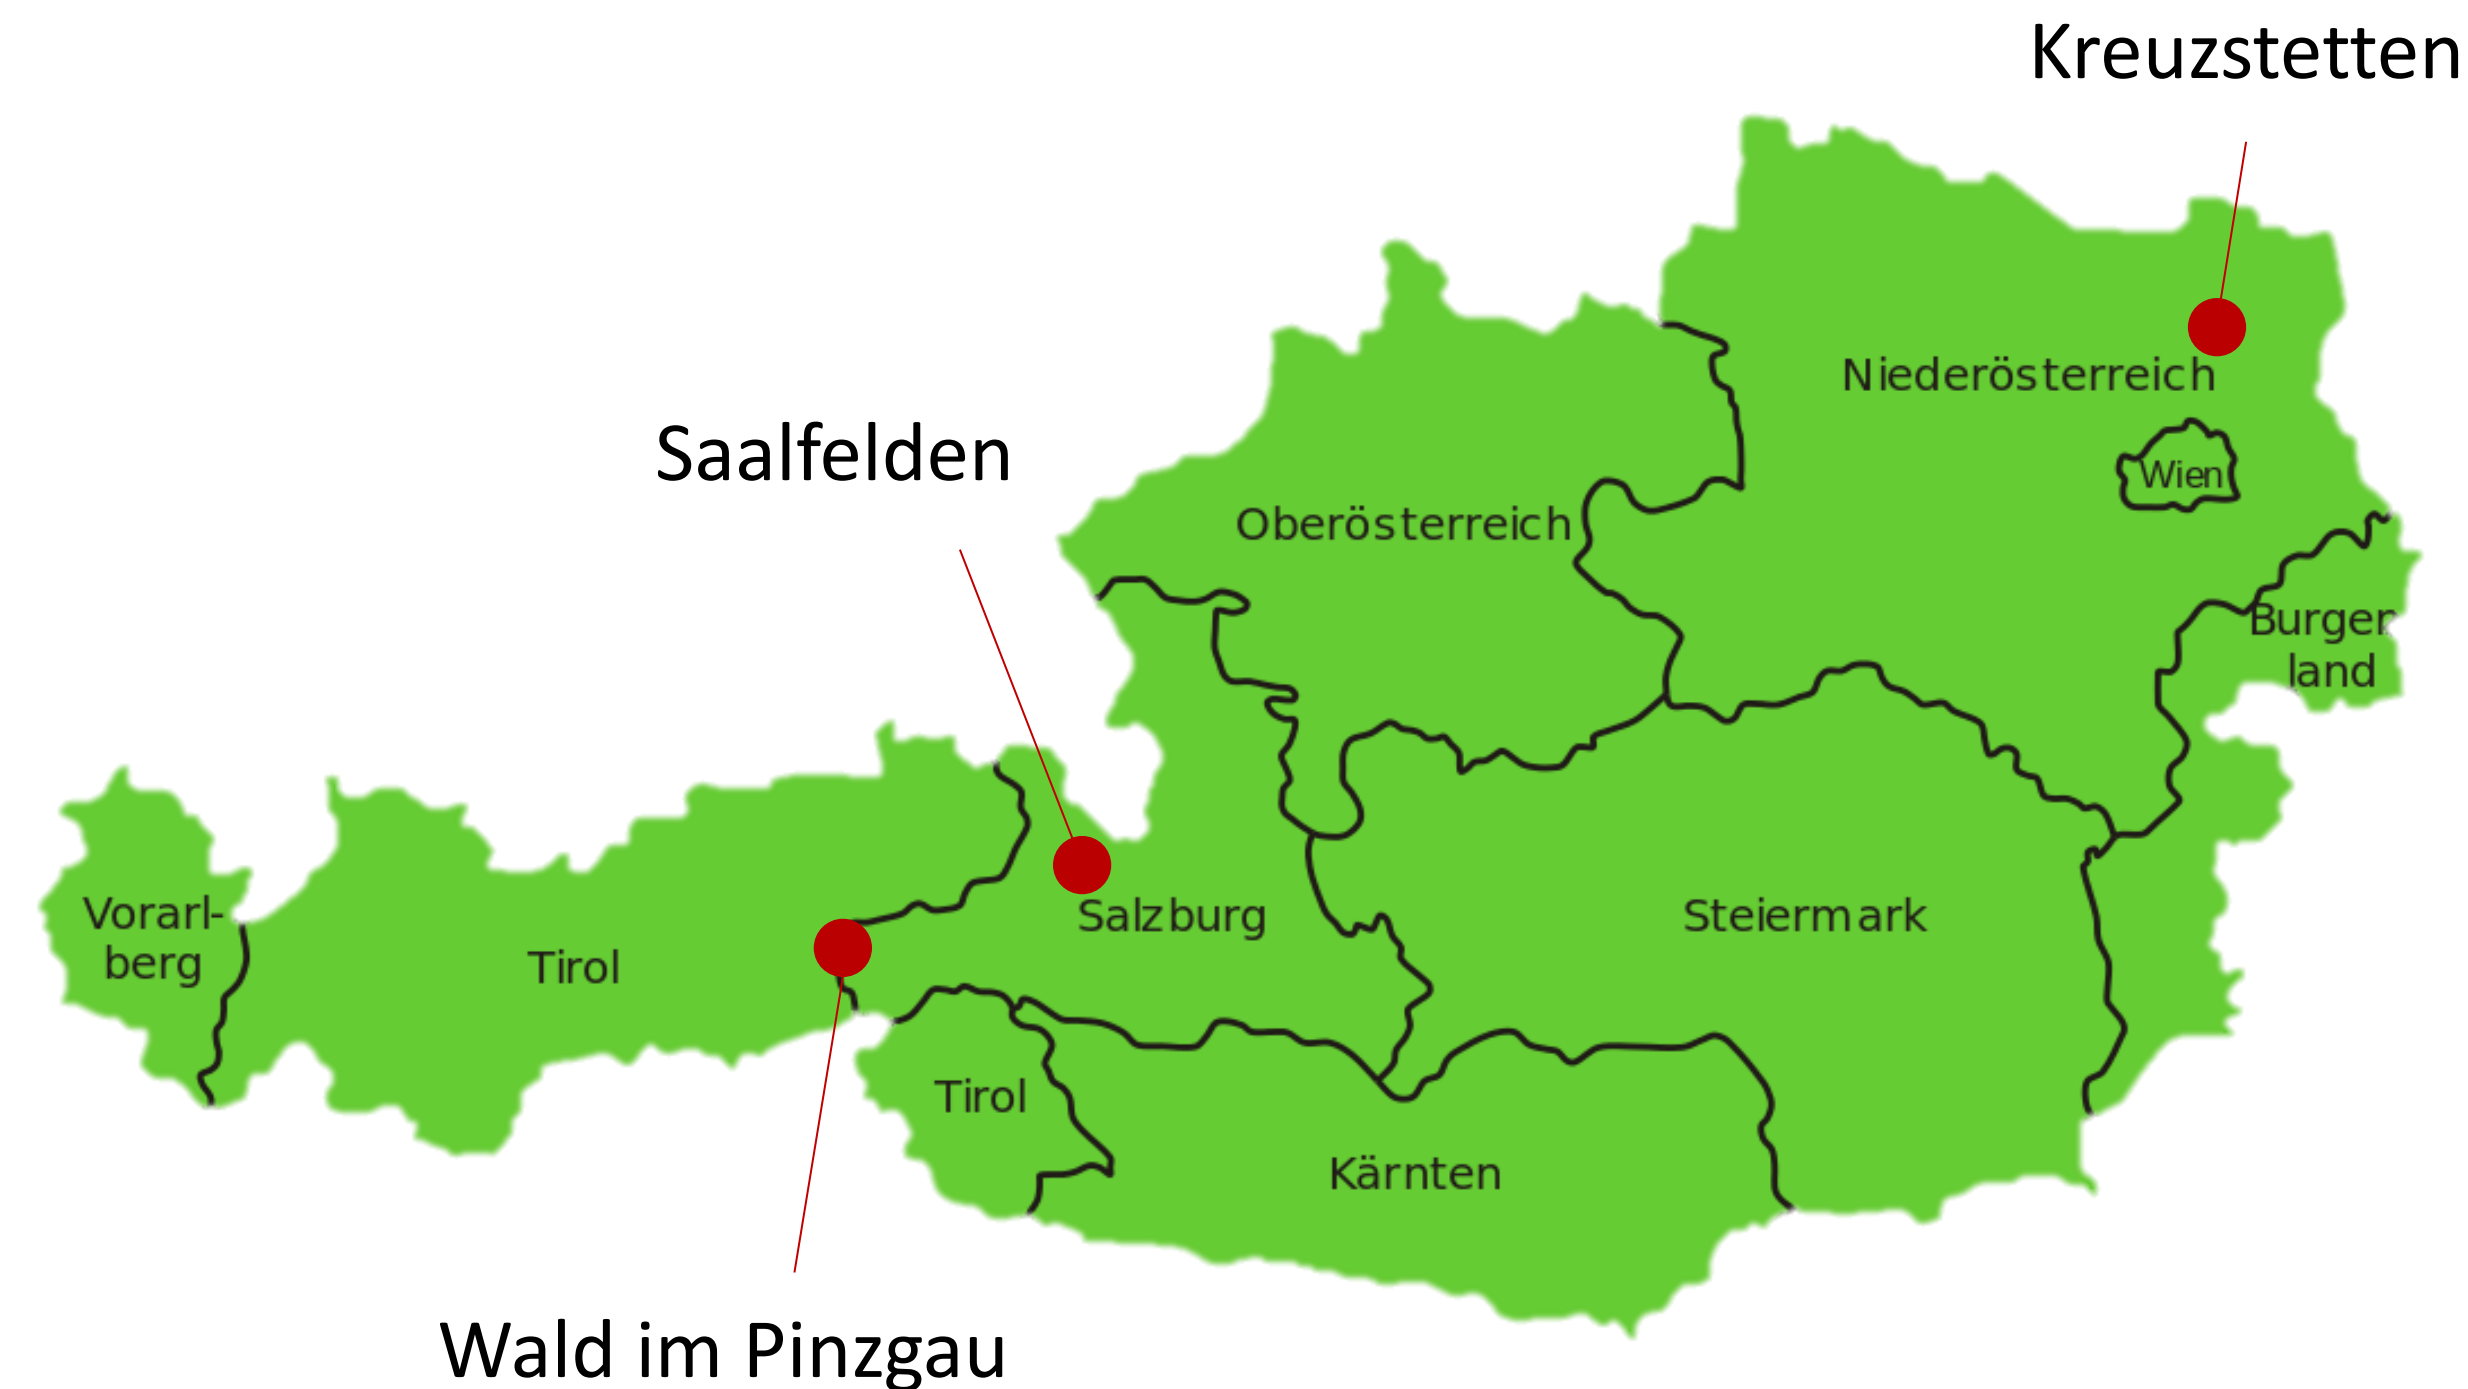 Kreuzstetten
Niederösterreich
Saalfelden
Wien
Oberösterreich
Burgen
land
Vorarl-
berg
Tirol
Salzburg
Steiermark
Tirol
Kärnten
Wald im Pinzgau